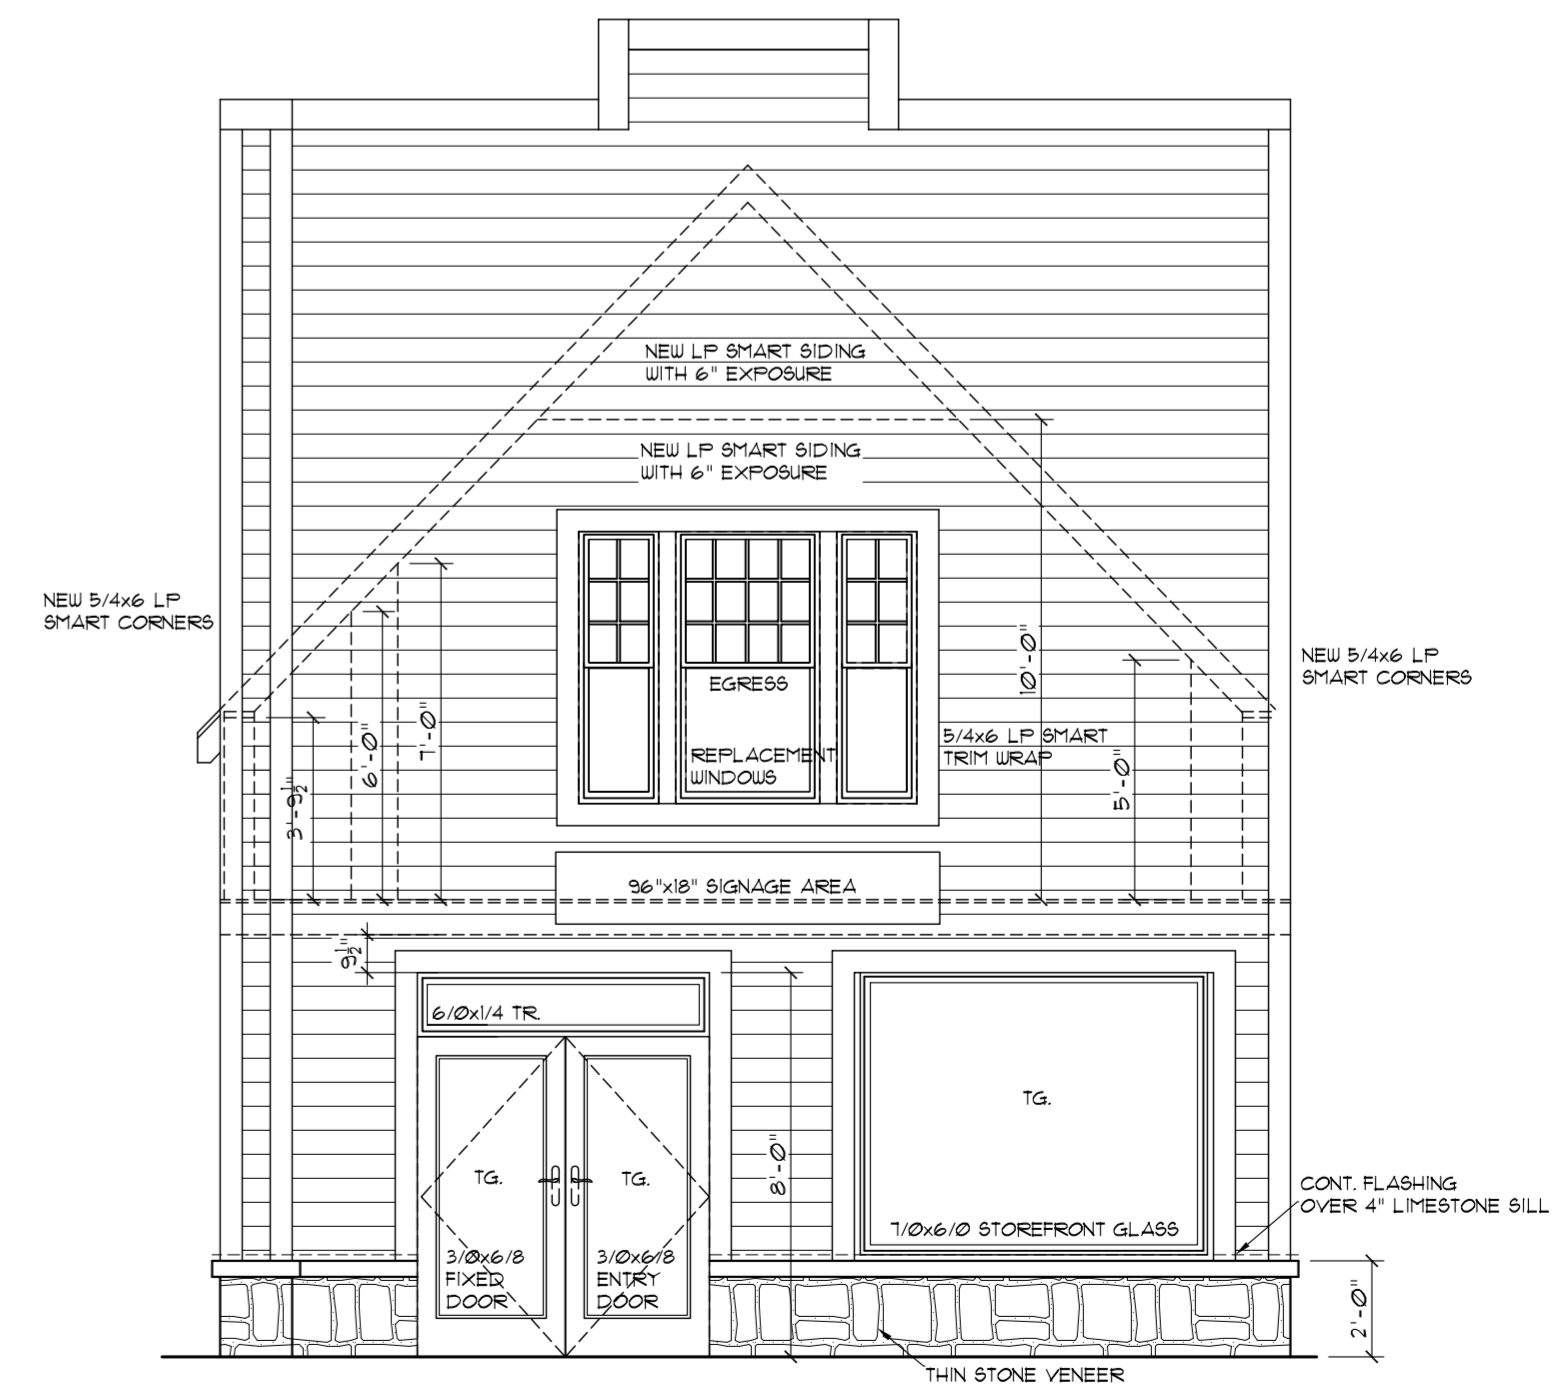 NEW LP SMART SIDING
WITH 6" EXPOSURE
NEW LP SMART SIDING
WITH 6" EXPOSURE
NEW 5/4x6 LP
SMART CORNERS
NEW 5/4x6 LP
SMART CORNERS
EGRESS
REPLACEMENT
WINDOWS
5/4x6 LP SMART
TRIM WRAP
10'-0"
7'-0"
6'-0"
3'-9½"
5'-0"
96"x18" SIGNAGE AREA
9½"
6/0x1/4 TR.
8'-0"
TG.
TG.
TG.
3/0x6/8
FIXED
DOOR
3/0x6/8
ENTRY
DOOR
7/0x6/0 STOREFRONT GLASS
CONT. FLASHING
OVER 4" LIMESTONE SILL
2'-0"
THIN STONE VENEER